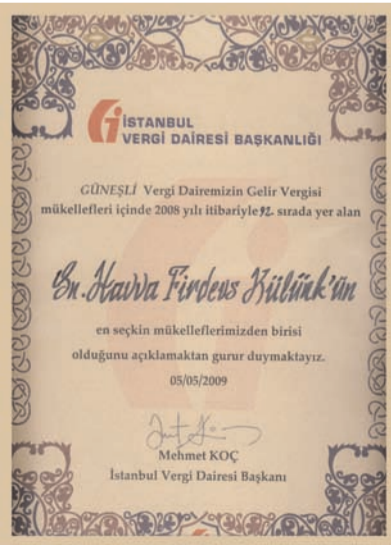 İSTANBUL
VERGİ DAİRESİ BAŞKANLIĞI
GÜNEŞLİ Vergi Dairemizin Gelir Vergisi
mükellefleri içinde 2008 yılı itibariyle 92. sırada yer alan
Sn. Havva Firdevs Külünk'ün
en seçkin mükelleflerimizden birisi
olduğunu açıklamaktan gurur duymaktayız.
05/05/2009
Mehmet KOÇ
İstanbul Vergi Dairesi Başkanı